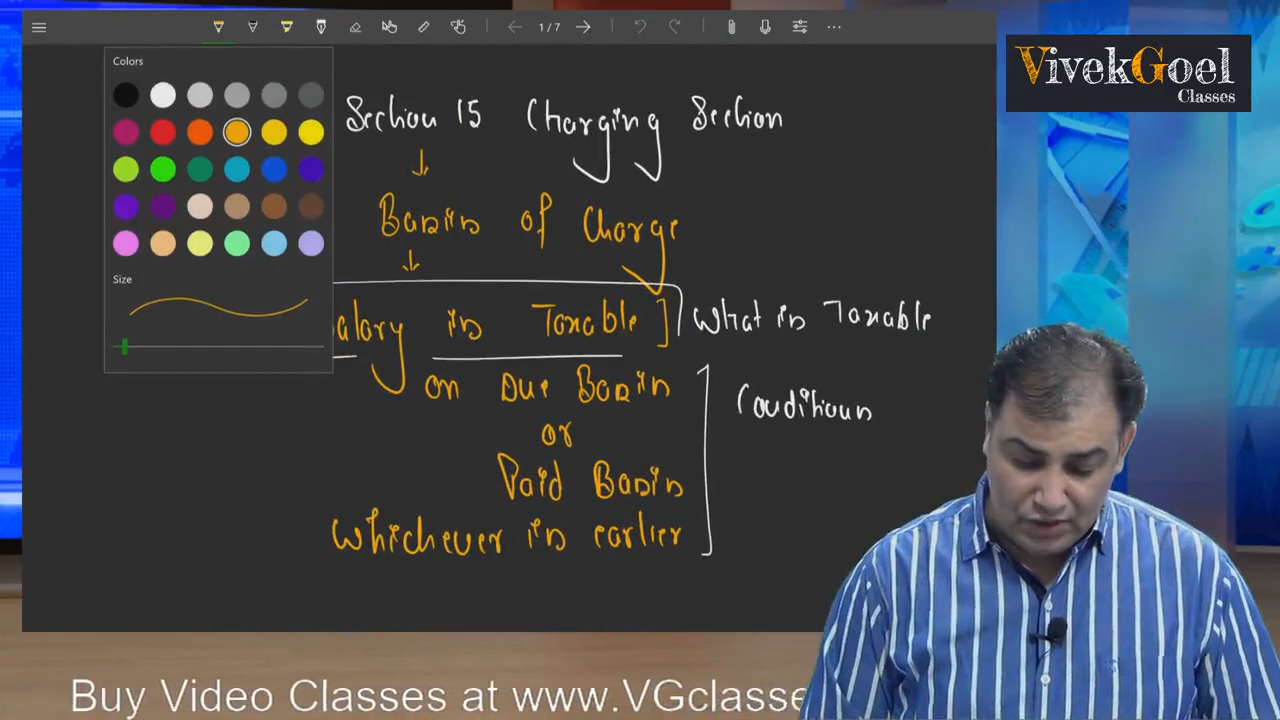 1/7
VivekGoel
Classes
Colors
Section 15 Charging Section
Basis of Charge
Size
alary is Taxable ] What is Taxable
on Due Basis
Conditions
or
Paid Basis
Whichever is earlier
Buy Video Classes at www.VGclasse